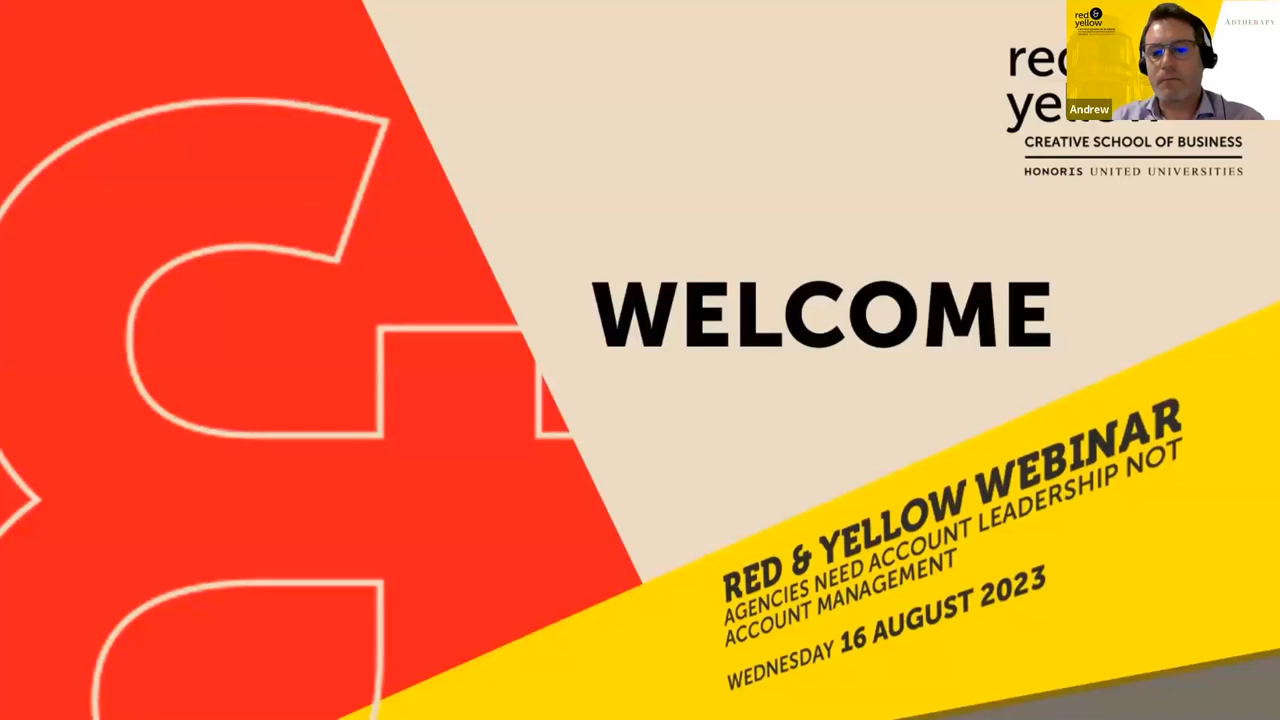 red &
yellow
ADTHERAPY
Andrew
CREATIVE SCHOOL OF BUSINESS
HONORIS UNITED UNIVERSITIES
WELCOME
RED & YELLOW WEBINAR
AGENCIES NEED ACCOUNT LEADERSHIP NOT
ACCOUNT MANAGEMENT
WEDNESDAY 16 AUGUST 2023